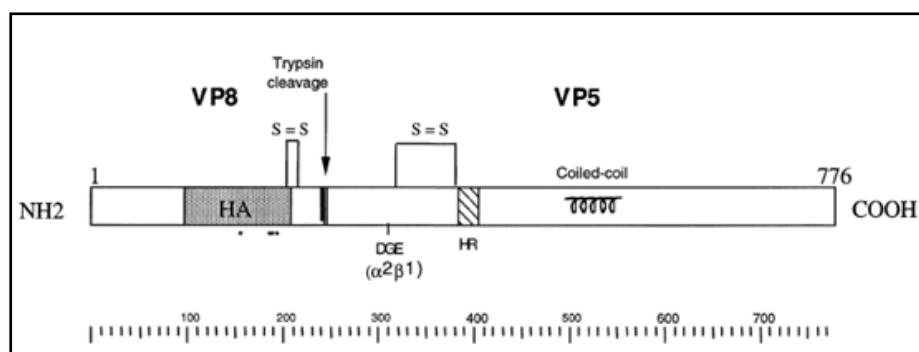 Trypsin
cleavage
VP8
VP5
S = S
S = S
1
Coiled-coil
776
NH2
HA
COOH
DGE
HR
(α2β1)
100
200
300
400
500
600
700